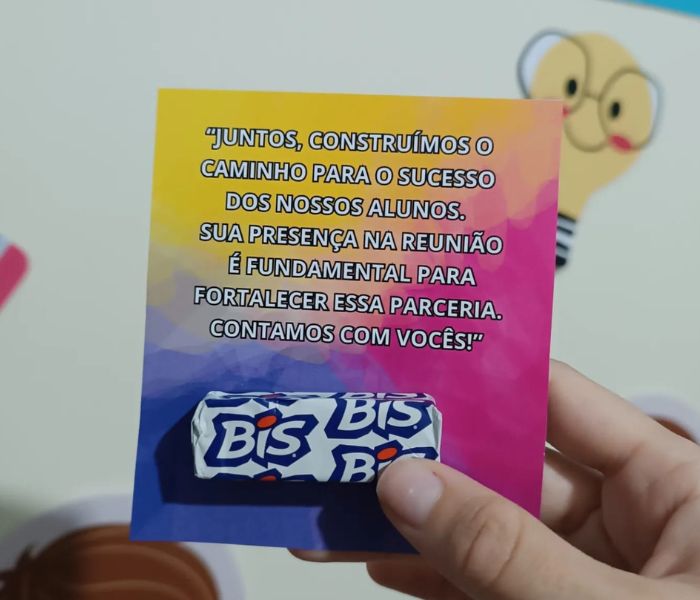 “JUNTOS, CONSTRUÍMOS O
CAMINHO PARA O SUCESSO
DOS NOSSOS ALUNOS.
SUA PRESENÇA NA REUNIÃO
É FUNDAMENTAL PARA
FORTALECER ESSA PARCERIA.
CONTAMOS COM VOCÊS!”
BIS
BIS
BIS